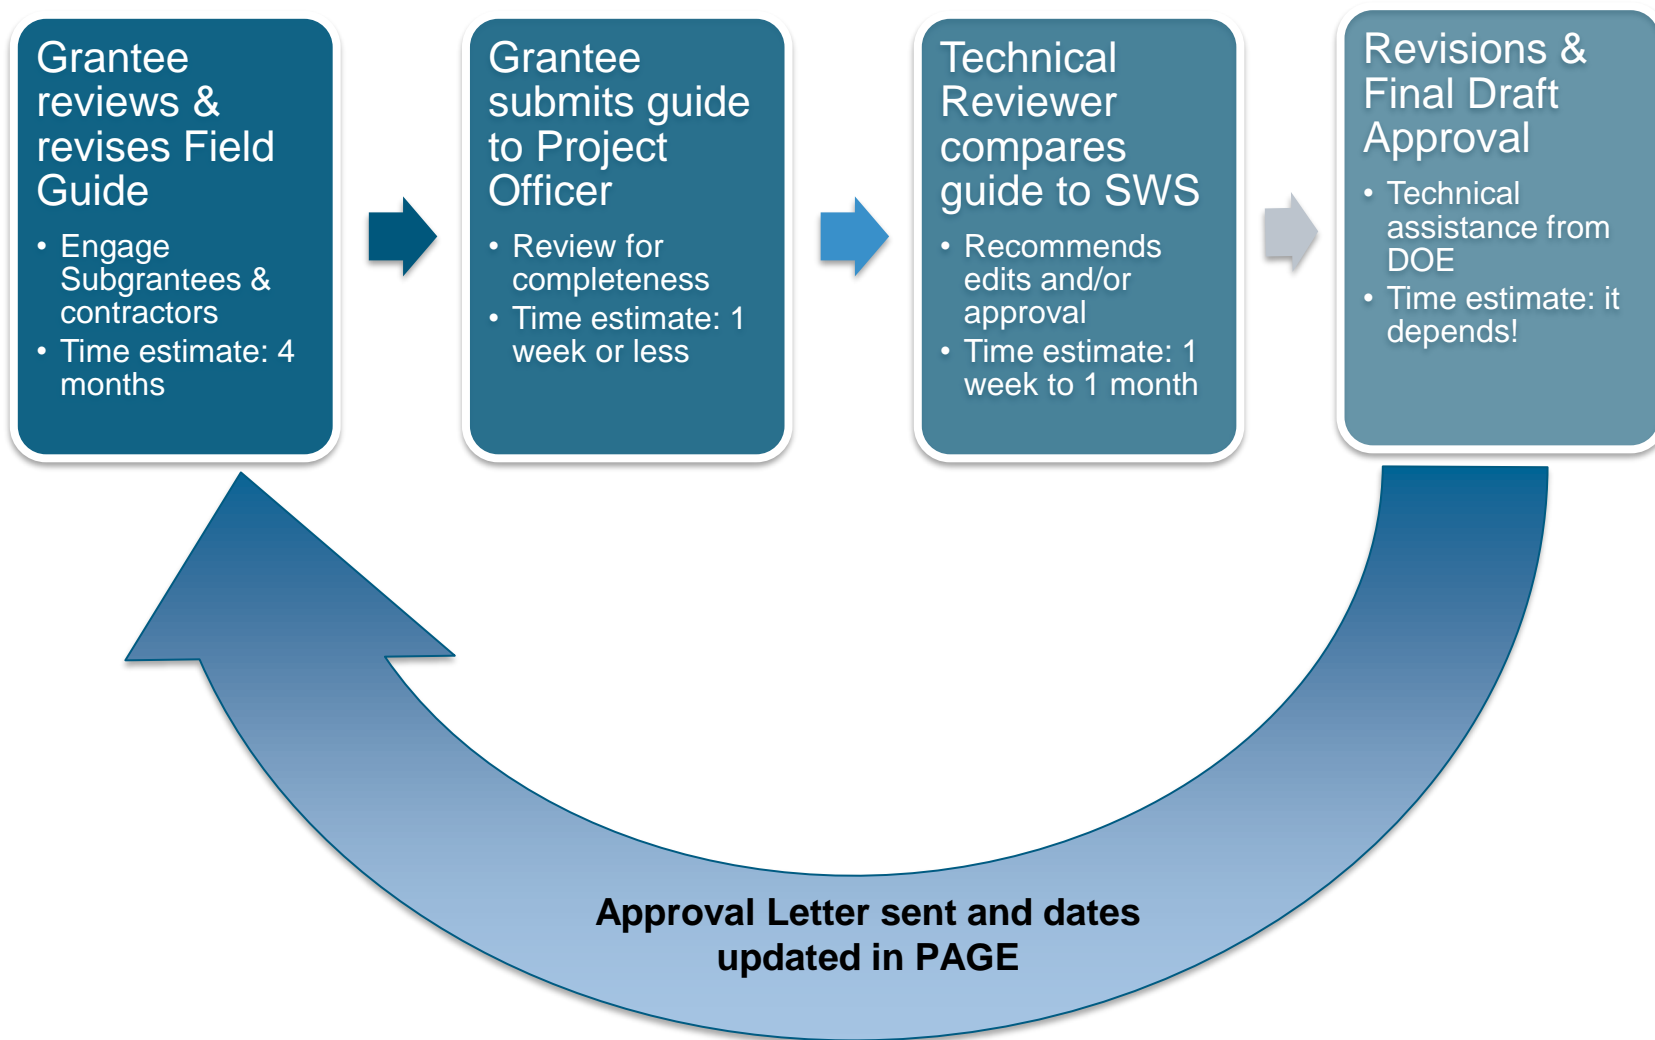 Grantee
reviews &
revises Field
Guide
• Engage
Subgrantees &
contractors
• Time estimate: 4
months
Grantee
submits guide
to Project
Officer
• Review for
completeness
• Time estimate: 1
week or less
Technical
Reviewer
compares
guide to SWS
• Recommends
edits and/or
approval
• Time estimate: 1
week to 1 month
Revisions &
Final Draft
Approval
• Technical
assistance from
DOE
• Time estimate: it
depends!
Approval Letter sent and dates
updated in PAGE